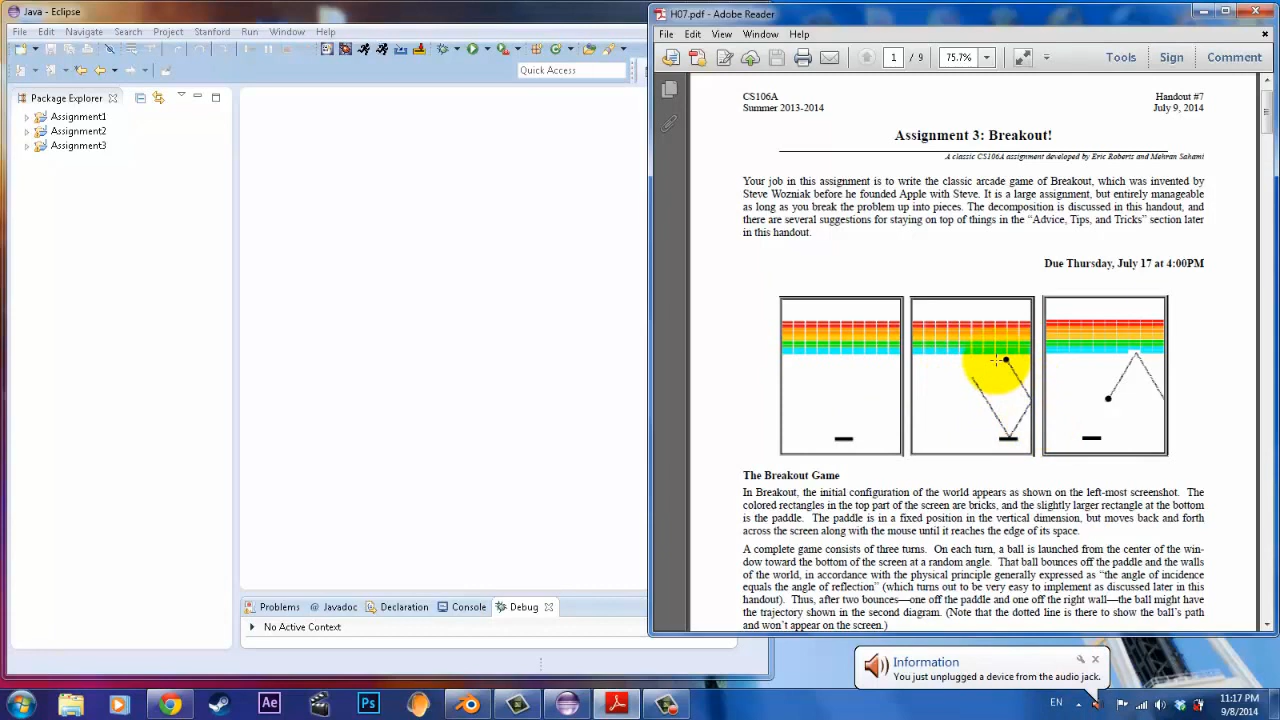 Java - Eclipse
File Edit Navigate Search Project Stanford Run Window Help
Quick Access
Package Explorer
Assignment1
Assignment2
Assignment3
Problems Javadoc Declaration Console Debug
No Active Context
H07.pdf - Adobe Reader
File Edit View Window Help
1 / 9 75.7% Tools Sign Comment
CS106A Handout #7
Summer 2013-2014 July 9, 2014
Assignment 3: Breakout!
A classic CS106A assignment developed by Eric Roberts and Mehran Sahami
Your job in this assignment is to write the classic arcade game of Breakout, which was invented by
Steve Wozniak before he founded Apple with Steve. It is a large assignment, but entirely manageable
as long as you break the problem up into pieces. The decomposition is discussed in this handout, and
there are several suggestions for staying on top of things in the “Advice, Tips, and Tricks” section later
in this handout.
Due Thursday, July 17 at 4:00PM
The Breakout Game
In Breakout, the initial configuration of the world appears as shown on the left-most screenshot. The
colored rectangles in the top part of the screen are bricks, and the slightly larger rectangle at the bottom
is the paddle. The paddle is in a fixed position in the vertical dimension, but moves back and forth
across the screen along with the mouse until it reaches the edge of its space.
A complete game consists of three turns. On each turn, a ball is launched from the center of the win-
dow toward the bottom of the screen at a random angle. That ball bounces off the paddle and the walls
of the world, in accordance with the physical principle generally expressed as “the angle of incidence
equals the angle of reflection” (which turns out to be very easy to implement as discussed later in this
handout). Thus, after two bounces—one off the paddle and one off the right wall—the ball might have
the trajectory shown in the second diagram. (Note that the dotted line is there to show the ball's path
and won't appear on the screen.)
Information
You just unplugged a device from the audio jack.
Ae Ps EN 11:17 PM
9/8/2014